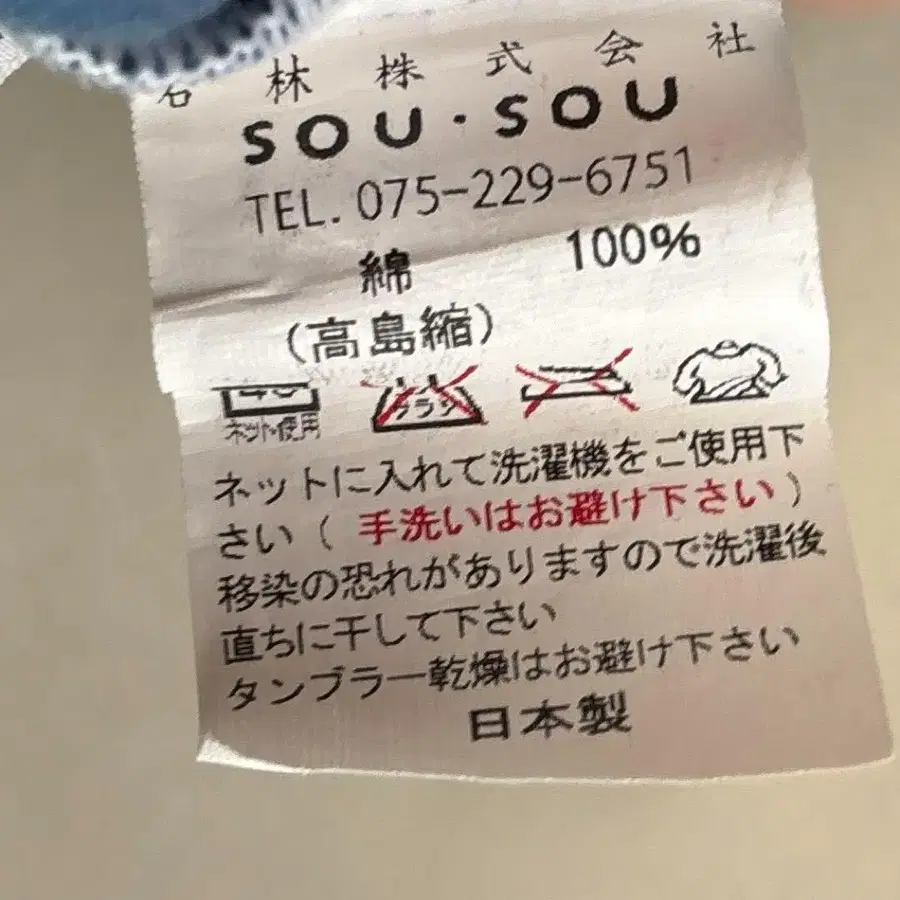 若林株式会社
SOU・SOU
TEL. 075-229-6751
綿 100%
(高島縮)
ネット使用
ネットに入れて洗濯機をご使用下
さい(手洗いはお避け下さい)
移染の恐れがありますので洗濯後
直ちに干して下さい
タンブラー乾燥はお避け下さい
日本製